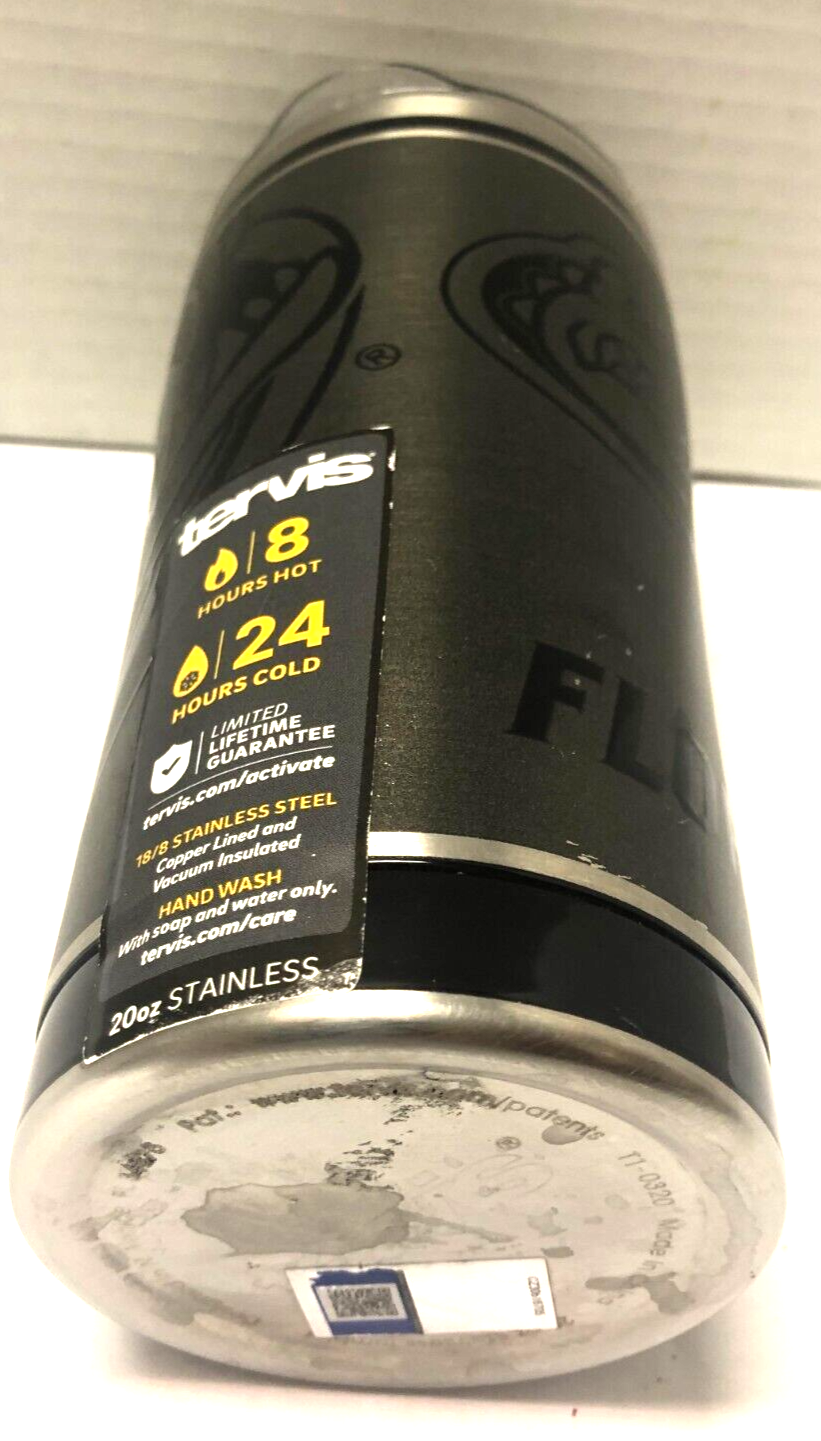 ®
tervis
8
HOURS HOT
24
HOURS COLD
LIMITED
LIFETIME
GUARANTEE
tervis.com/activate
18/8 STAINLESS STEEL
Copper Lined and
Vacuum Insulated
HAND WASH
With soap and water only.
tervis.com/care
20oz STAINLESS
FLO
Pat.: /patents
T1-0320 Made in
®